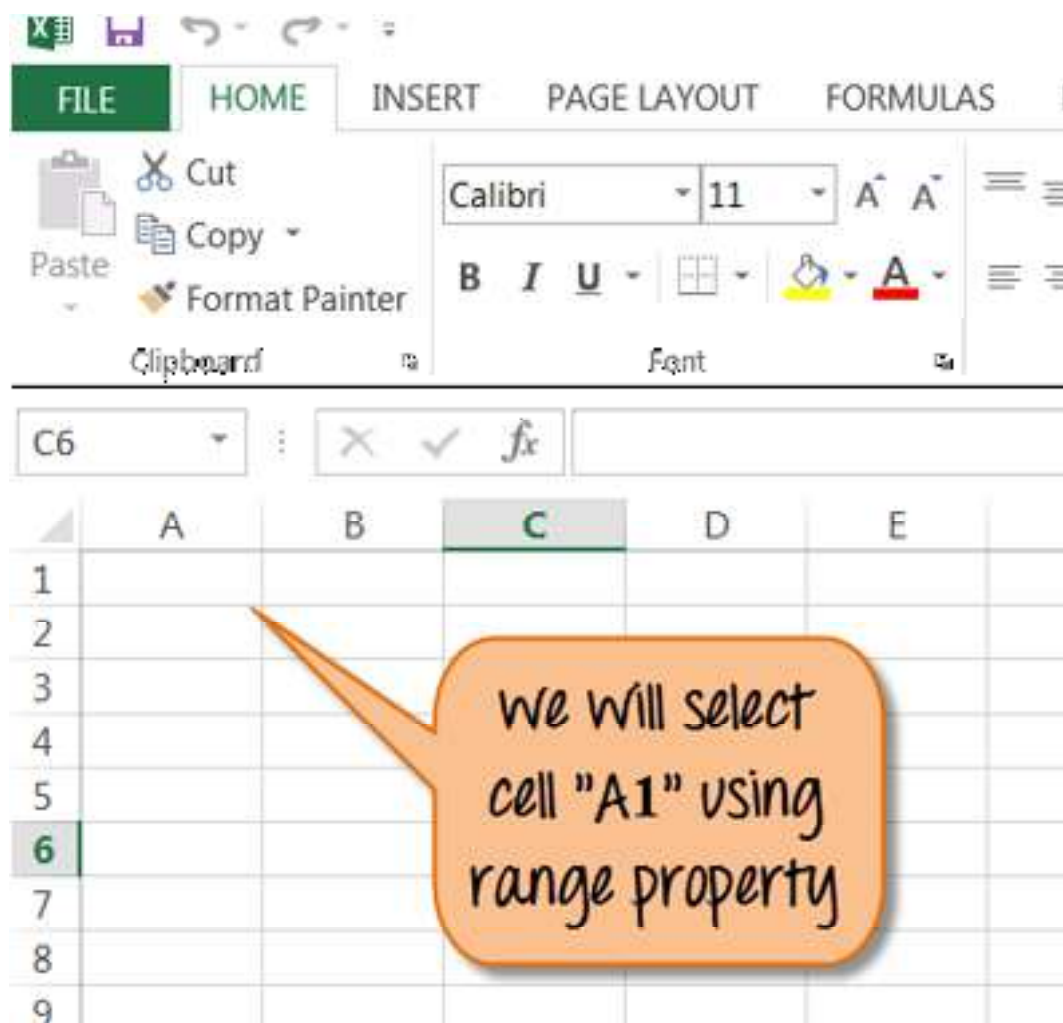 FILE HOME INSERT PAGE LAYOUT FORMULAS
Cut
Calibri 11 A A
Copy
Paste
B I U A
Format Painter
Clipboard Font
C6 fx
A B C D E
1
2
3
4
5
6
7
8
9
We will select
cell "A1" using
range property